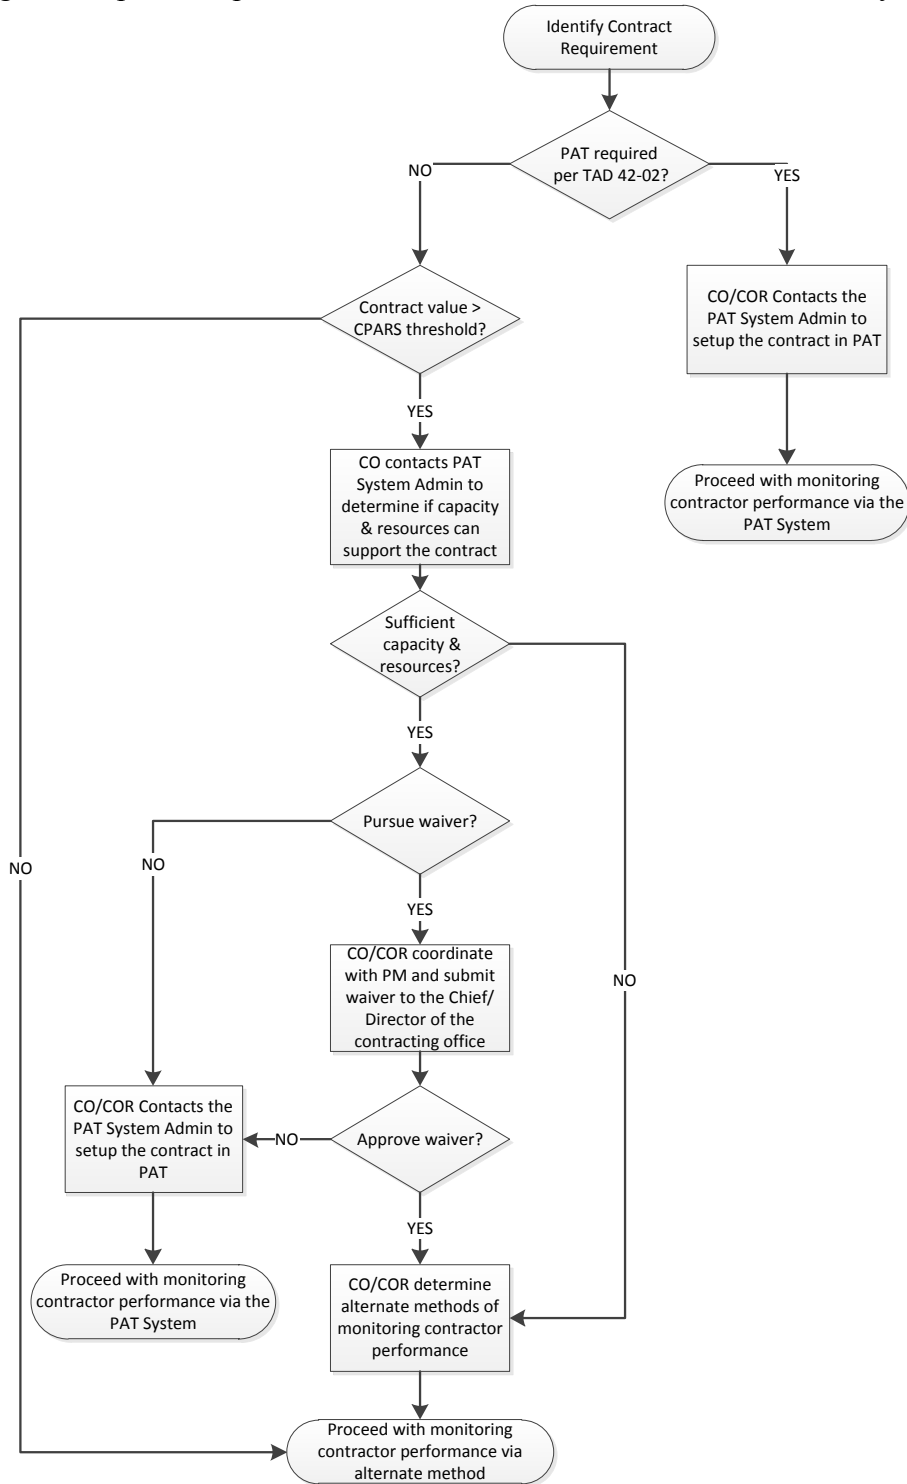 Identify Contract
Requirement
PAT required
per TAD 42-02?
NO
YES
Contract value >
CPARS threshold?
CO/COR Contacts the
PAT System Admin to
setup the contract in PAT
YES
CO contacts PAT
System Admin to
determine if capacity
& resources can
support the contract
Proceed with monitoring
contractor performance via the
PAT System
Sufficient
capacity &
resources?
YES
Pursue waiver?
NO
NO
YES
CO/COR coordinate
with PM and submit
waiver to the Chief/
Director of the
contracting office
NO
CO/COR Contacts the
PAT System Admin to
setup the contract in
PAT
NO
Approve waiver?
YES
Proceed with monitoring
contractor performance via the
PAT System
CO/COR determine
alternate methods of
monitoring contractor
performance
Proceed with monitoring
contractor performance via
alternate method